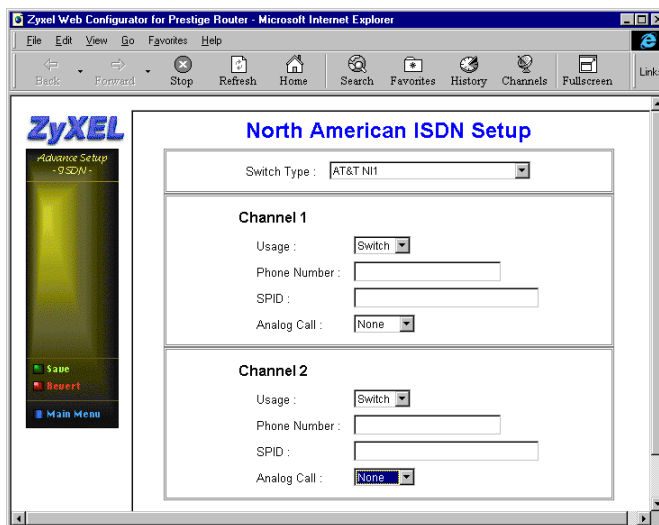 Zyxel Web Configurator for Prestige Router - Microsoft Internet Explorer
File Edit View Go Favorites Help
Back Forward Stop Refresh Home Search Favorites History Channels Fullscreen Links
ZyXEL
Advance Setup
- ISDN -
Save
Revert
Main Menu
North American ISDN Setup
Switch Type : AT&T NI1
Channel 1
Usage : Switch
Phone Number :
SPID :
Analog Call : None
Channel 2
Usage : Switch
Phone Number :
SPID :
Analog Call : None